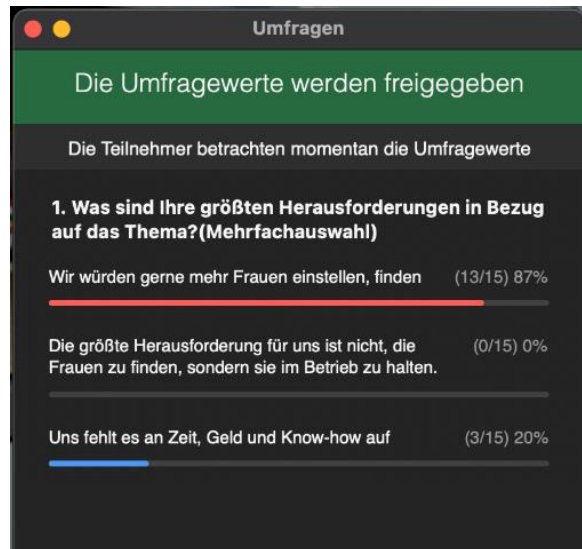 Umfragen
Die Umfragewerte werden freigegeben
Die Teilnehmer betrachten momentan die Umfragewerte
1. Was sind Ihre größten Herausforderungen in Bezug
auf das Thema?(Mehrfachauswahl)
Wir würden gerne mehr Frauen einstellen, finden (13/15) 87%
Die größte Herausforderung für uns ist nicht, die (0/15) 0%
Frauen zu finden, sondern sie im Betrieb zu halten.
Uns fehlt es an Zeit, Geld und Know-how auf (3/15) 20%